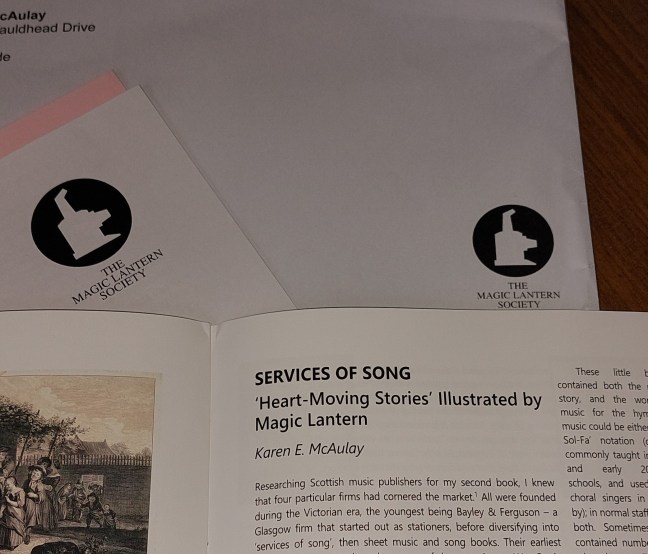 cAulay
auldhead Drive
de
THE
MAGIC LANTERN
SOCIETY
THE
MAGIC LANTERN
SOCIETY
SERVICES OF SONG
'Heart-Moving Stories' Illustrated by
Magic Lantern
Karen E. McAulay
Researching Scottish music publishers for my second book, I knew
that four particular firms had cornered the market.¹ All were founded
during the Victorian era, the youngest being Bayley & Ferguson – a
Glasgow firm that started out as stationers, before diversifying into
'services of song', then sheet music and song books. Their earliest
These little b
contained both the
story, and the wo
music for the hym
music could be eithe
Sol-Fa' notation (c
commonly taught i
and early 20
schools, and used
choral singers in
by); in normal staff
both. Sometimes
contained numb